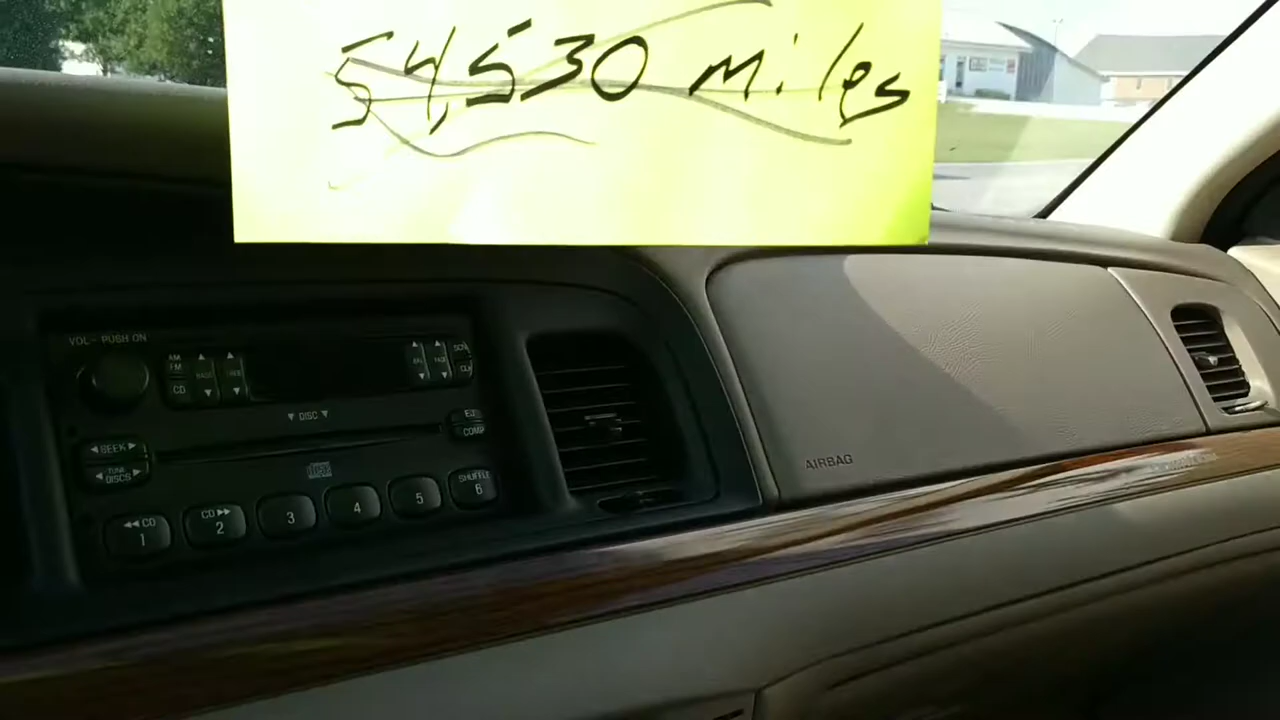 54,530 Miles
VOL - PUSH ON
AM
FM
CD
▼ DISC ▼
◀ SEEK ▶
◀ TUNE ▶
DISCS
COMP
◀◀ CD
1
CD ▶▶
2
3
4
5
SHUFFLE
6
AIRBAG